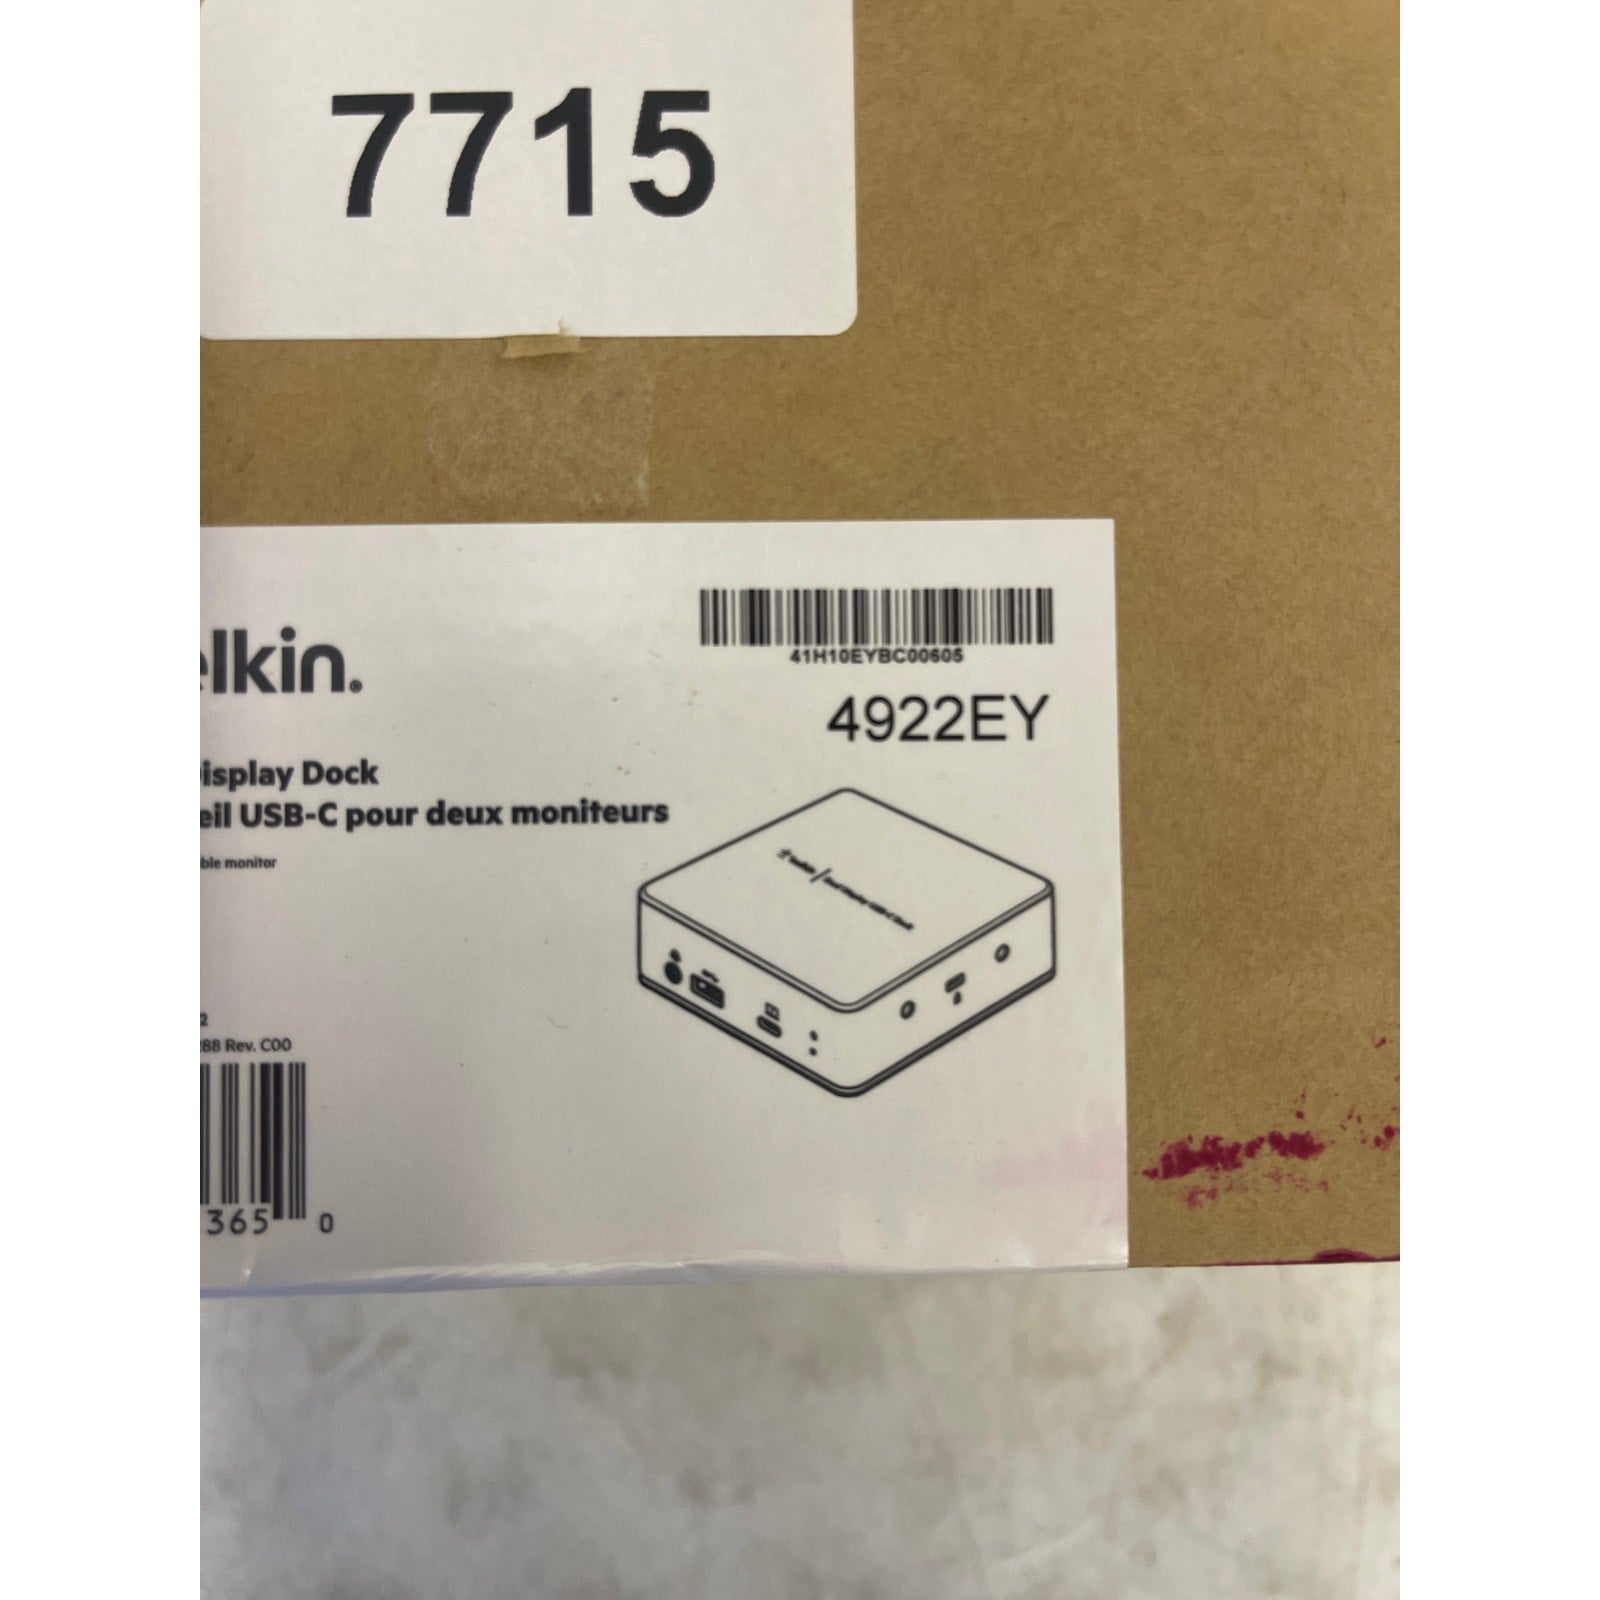 7715
elkin.
41H10EYBC00605
4922EY
isplay Dock
eil USB-C pour deux moniteurs
ble monitor
2
88 Rev. C00
365 0